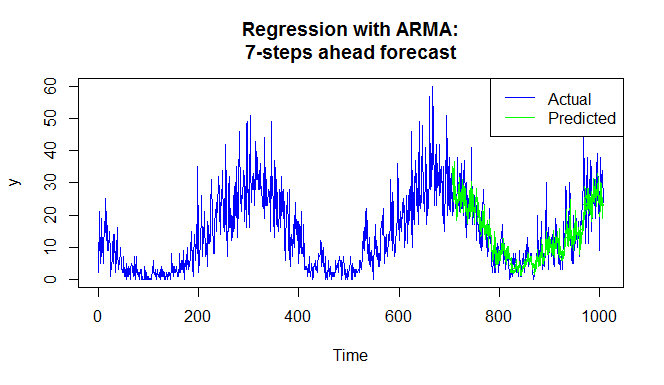 Regression with ARMA:
7-steps ahead forecast
Actual
Predicted
y
60
50
40
30
20
10
0
0 200 400 600 800 1000
Time